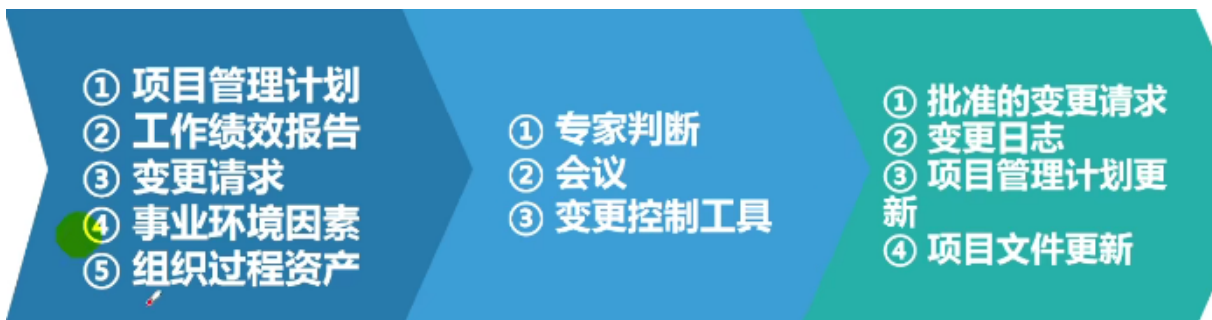 ① 项目管理计划
② 工作绩效报告
③ 变更请求
④ 事业环境因素
⑤ 组织过程资产
① 专家判断
② 会议
③ 变更控制工具
① 批准的变更请求
② 变更日志
③ 项目管理计划更
新
④ 项目文件更新